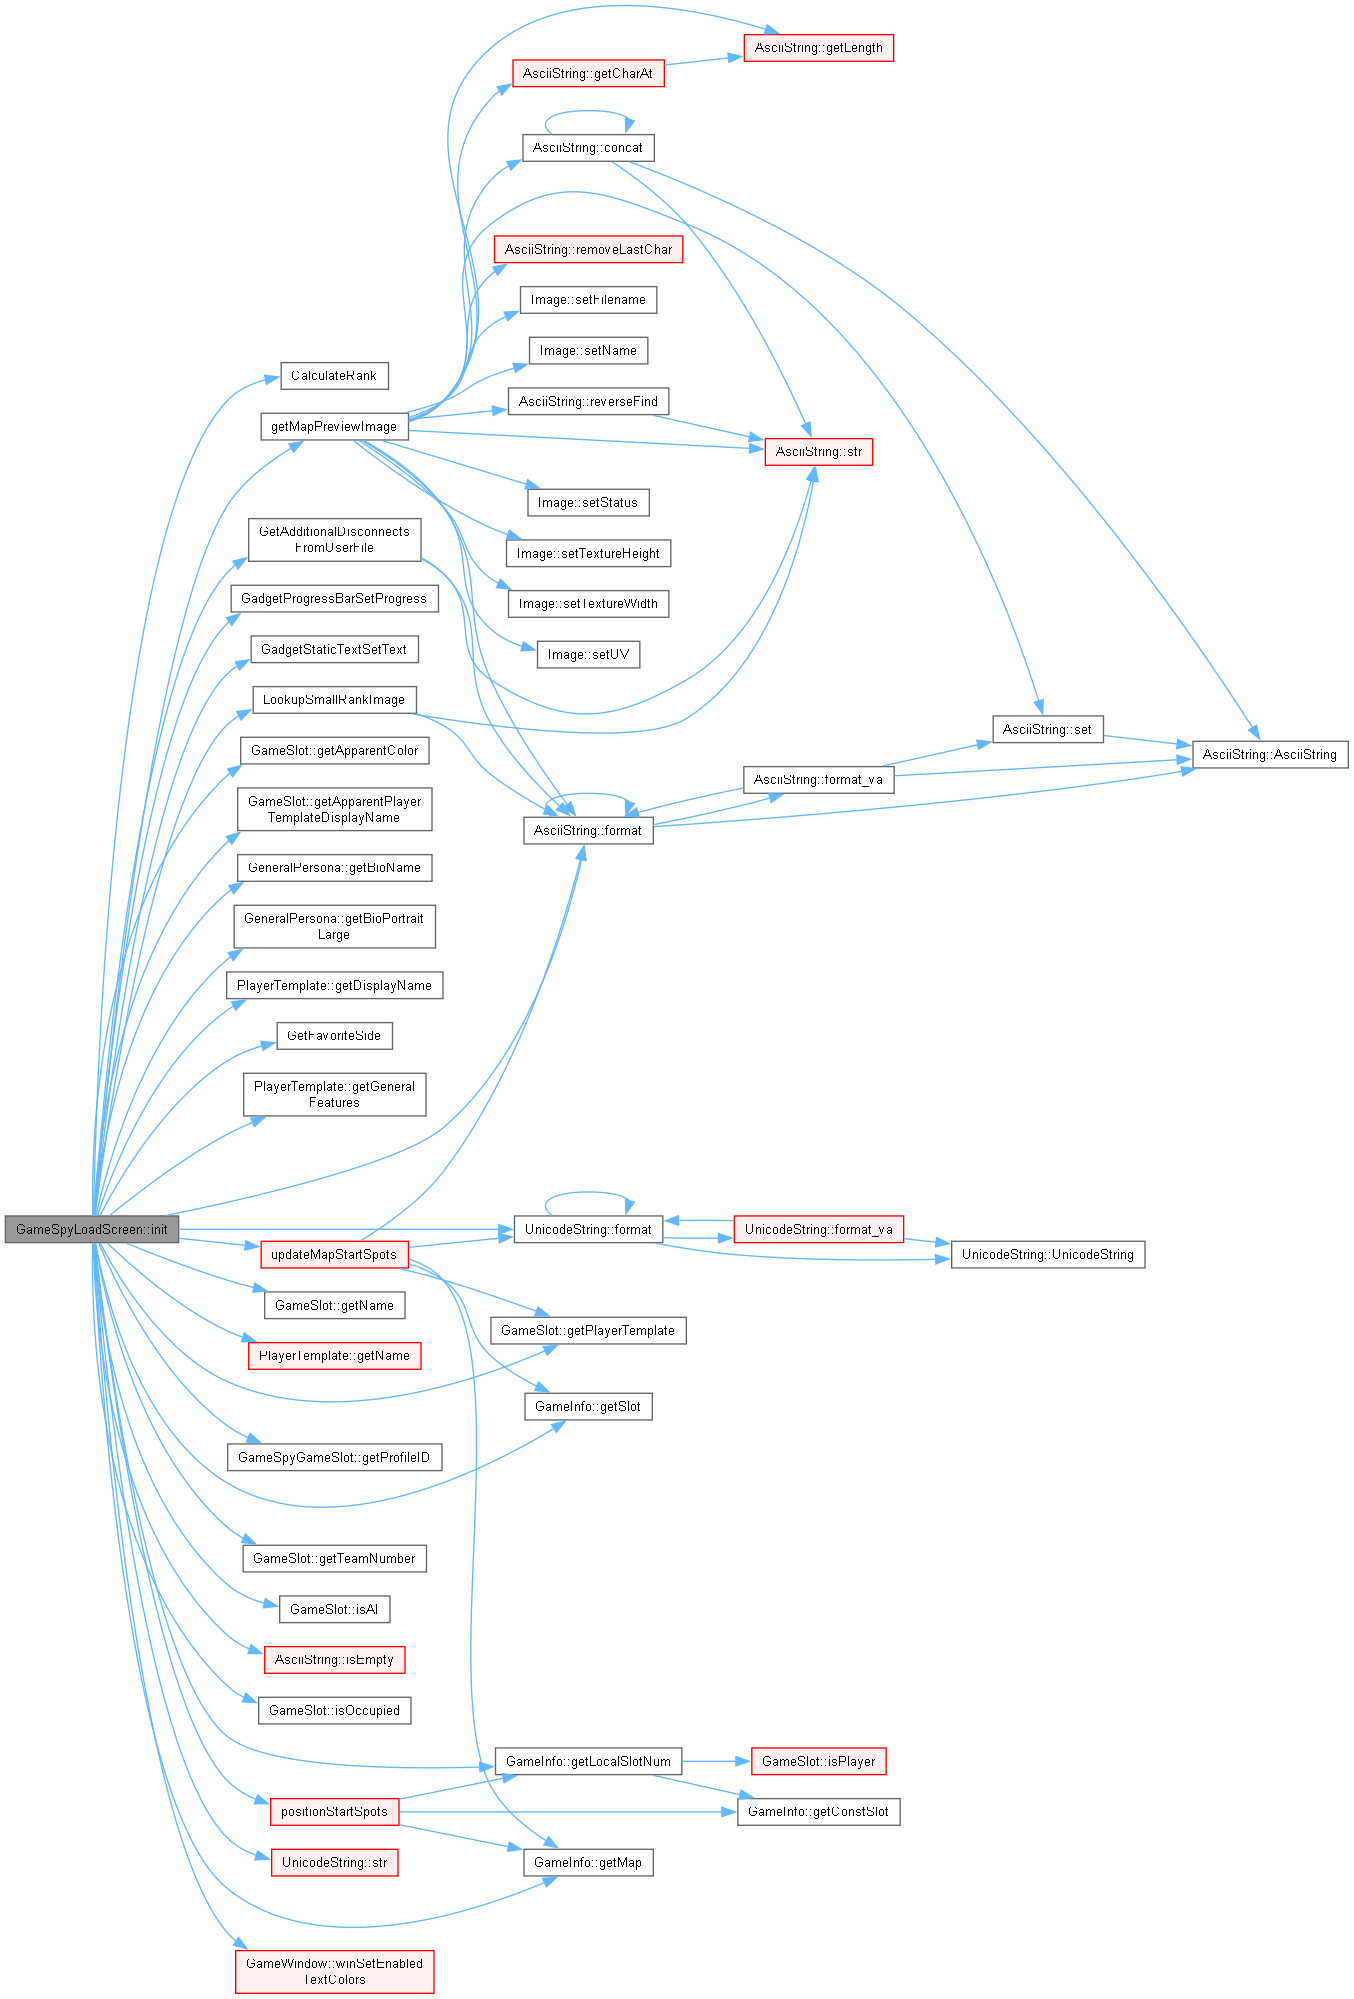 AsciiString::getLength
AsciiString::getCharAt
AsciiString::concat
AsciiString::removeLastChar
Image::setFilename
Image::setName
CalculateRank
AsciiString::reverseFind
getMapPreviewImage
AsciiString::str
Image::setStatus
GetAdditionalDisconnects
FromUserFile
Image::setTextureHeight
GadgetProgressBarSetProgress
Image::setTextureWidth
GadgetStaticTextSetText
Image::setUV
LookupSmallRankImage
AsciiString::set
GameSlot::getApparentColor
AsciiString::AsciiString
AsciiString::format_va
GameSlot::getApparentPlayer
TemplateDisplayName
AsciiString::format
GeneralPersona::getBioName
GeneralPersona::getBioPortrait
Large
PlayerTemplate::getDisplayName
GetFavoriteSide
PlayerTemplate::getGeneral
Features
GameSpyLoadScreen::init
UnicodeString::format
UnicodeString::format_va
updateMapStartSpots
UnicodeString::UnicodeString
GameSlot::getName
GameSlot::getPlayerTemplate
PlayerTemplate::getName
GameInfo::getSlot
GameSpyGameSlot::getProfileID
GameSlot::getTeamNumber
GameSlot::isAI
AsciiString::isEmpty
GameSlot::isOccupied
GameInfo::getLocalSlotNum
GameSlot::isPlayer
positionStartSpots
GameInfo::getConstSlot
UnicodeString::str
GameInfo::getMap
GameWindow::winSetEnabled
TextColors